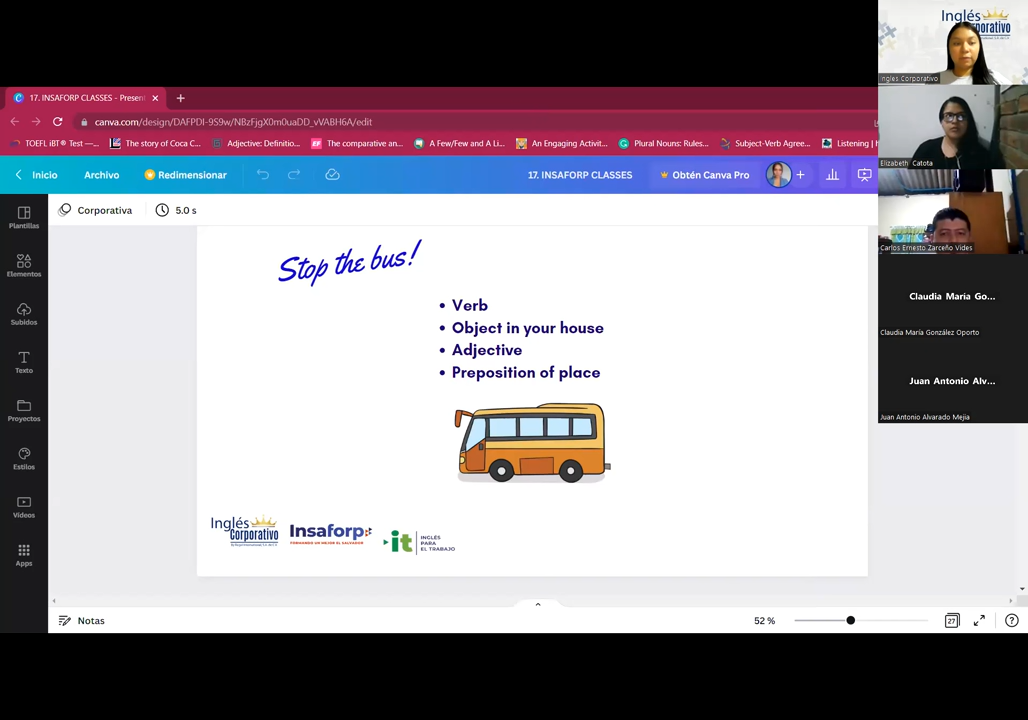 17. INSAFORP CLASSES - Present
canva.com/design/DAFPDI-9S9w/NBzFjgX0m0uaDD_vVABH6A/edit
TOEFL iBT® Test —...
The story of Coca C...
Adjective: Definitio...
The comparative an...
A Few/Few and A Li...
An Engaging Activit...
Plural Nouns: Rules...
Subject-Verb Agree...
Listening |
Inicio
Archivo
Redimensionar
17. INSAFORP CLASSES
Obtén Canva Pro
Corporativa
5.0 s
Plantillas
Elementos
Subidos
Texto
Proyectos
Estilos
Videos
Apps
Stop the bus!
• Verb
• Object in your house
• Adjective
• Preposition of place
Inglés
Corporativo
Insaforp
FORMANDO UN MEJOR EL SALVADOR
it
INGLÉS
PARA
EL TRABAJO
Notas
52 %
27
Inglés
Corporativo
Ingles Corporativo
Elizabeth Catota
Carlos Ernesto Zarceño Vides
Claudia Maria Go...
Claudia María González Oporto
Juan Antonio Alv...
Juan Antonio Alvarado Mejia